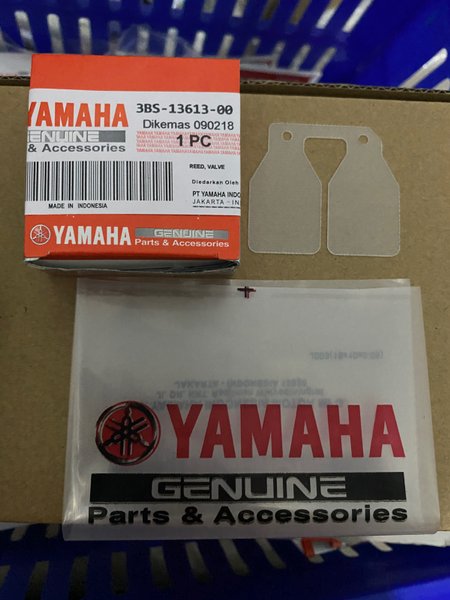 YAMAHA
GENUINE
& Accessories
3BS-13613-00
Dikemas 090218
1 PC
REED, VALVE
Diedarkan Oleh
PT YAMAHA INDO
JAKARTA - IN
MADE IN INDONESIA
YAMAHA
GENUINE
Parts & Accessories
YAMAHA
GENUINE
Parts & Accessories